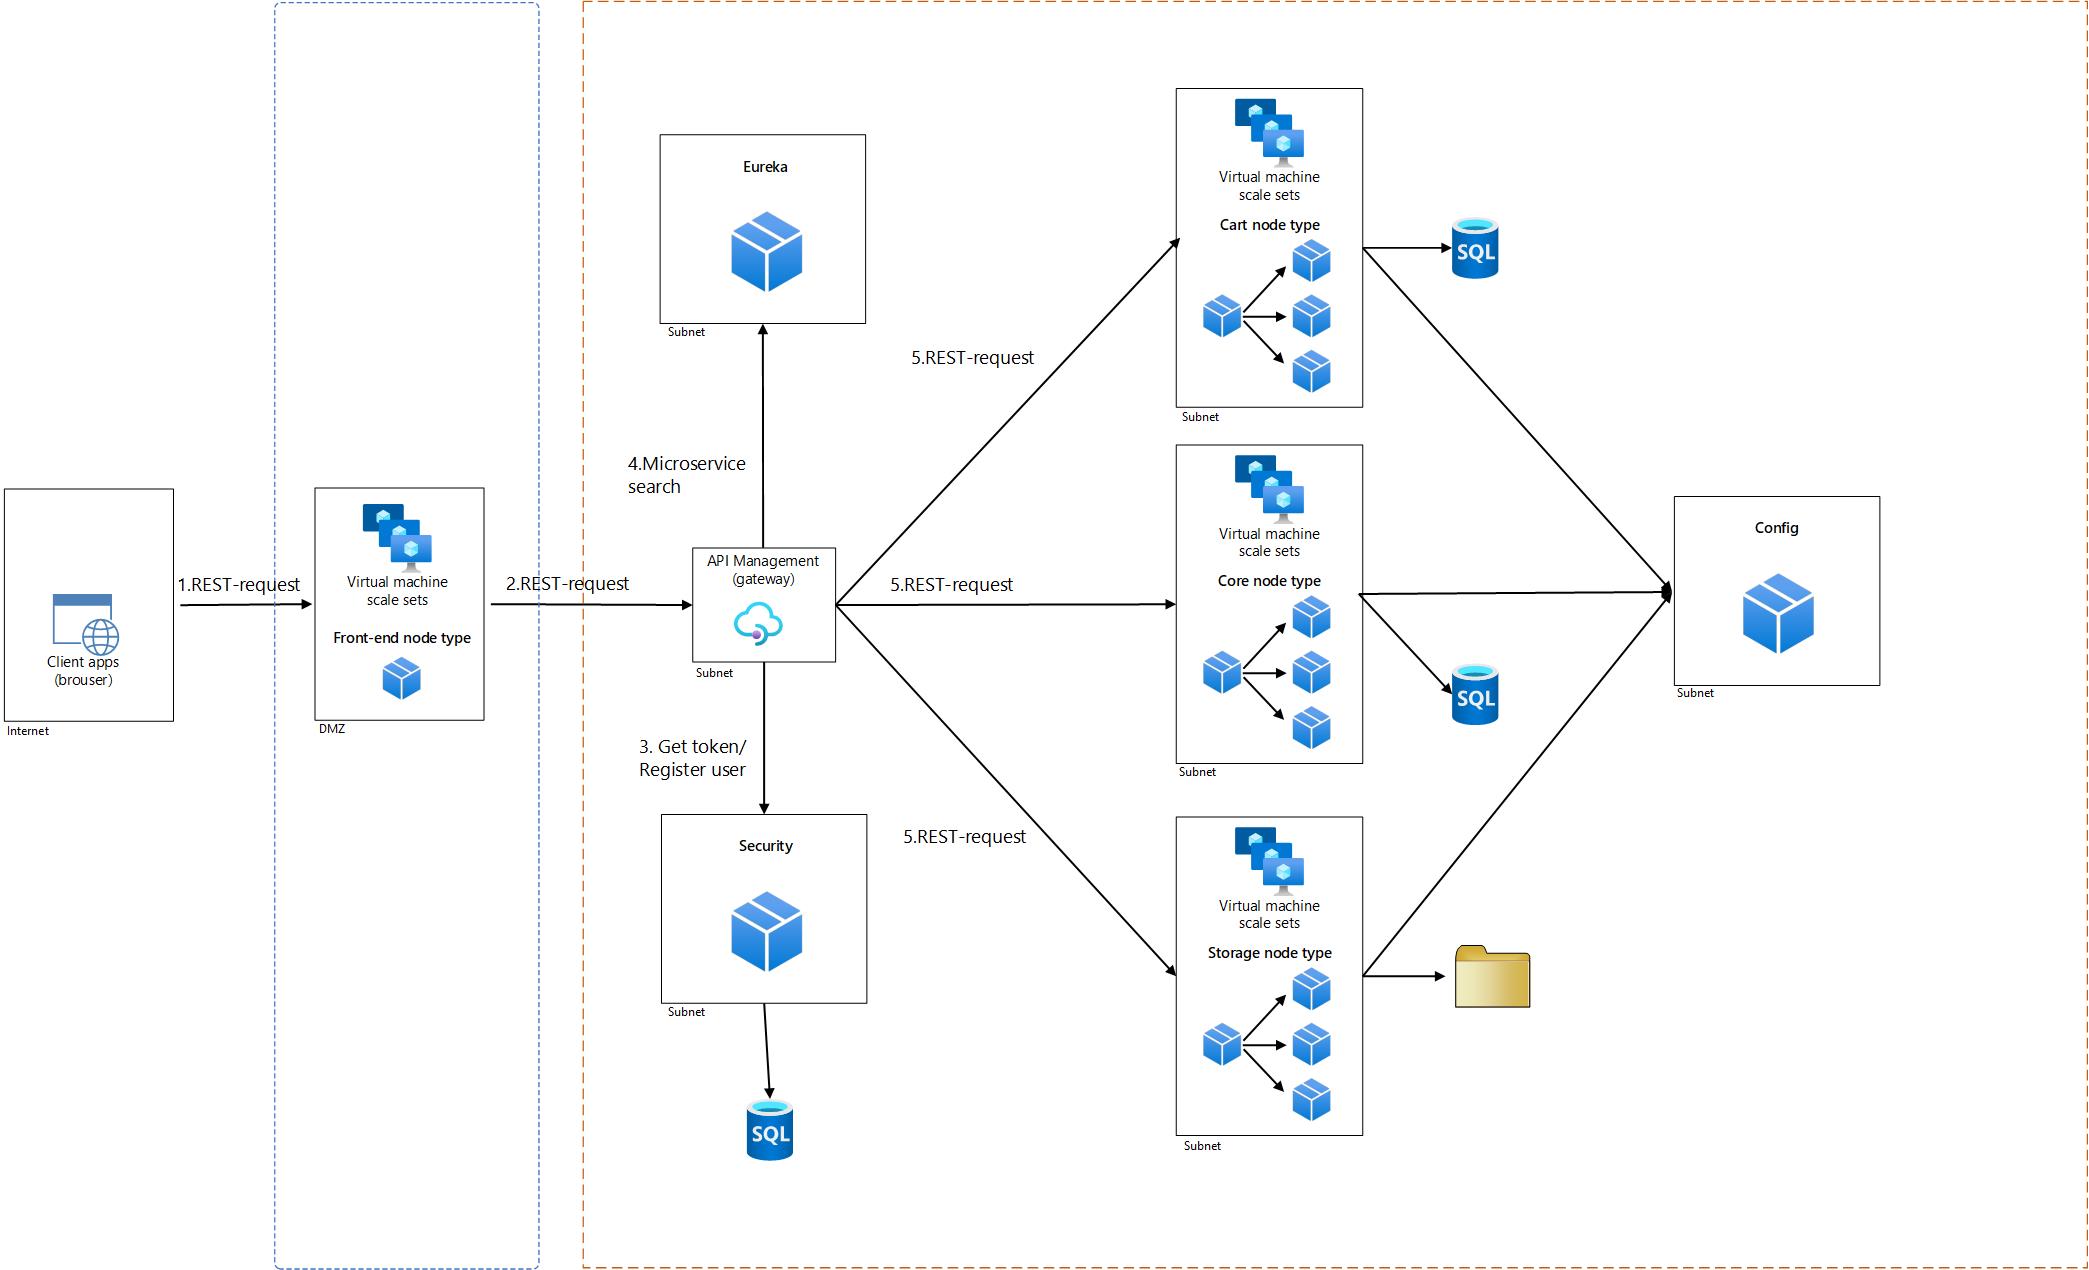 Client apps
(brouser)
Internet
1.REST-request
Virtual machine
scale sets
Front-end node type
DMZ
2.REST-request
Eureka
Subnet
4.Microservice
search
API Management
(gateway)
Subnet
3. Get token/
Register user
Security
Subnet
SQL
5.REST-request
5.REST-request
5.REST-request
Virtual machine
scale sets
Cart node type
Subnet
SQL
Virtual machine
scale sets
Core node type
Subnet
SQL
Virtual machine
scale sets
Storage node type
Subnet
Config
Subnet